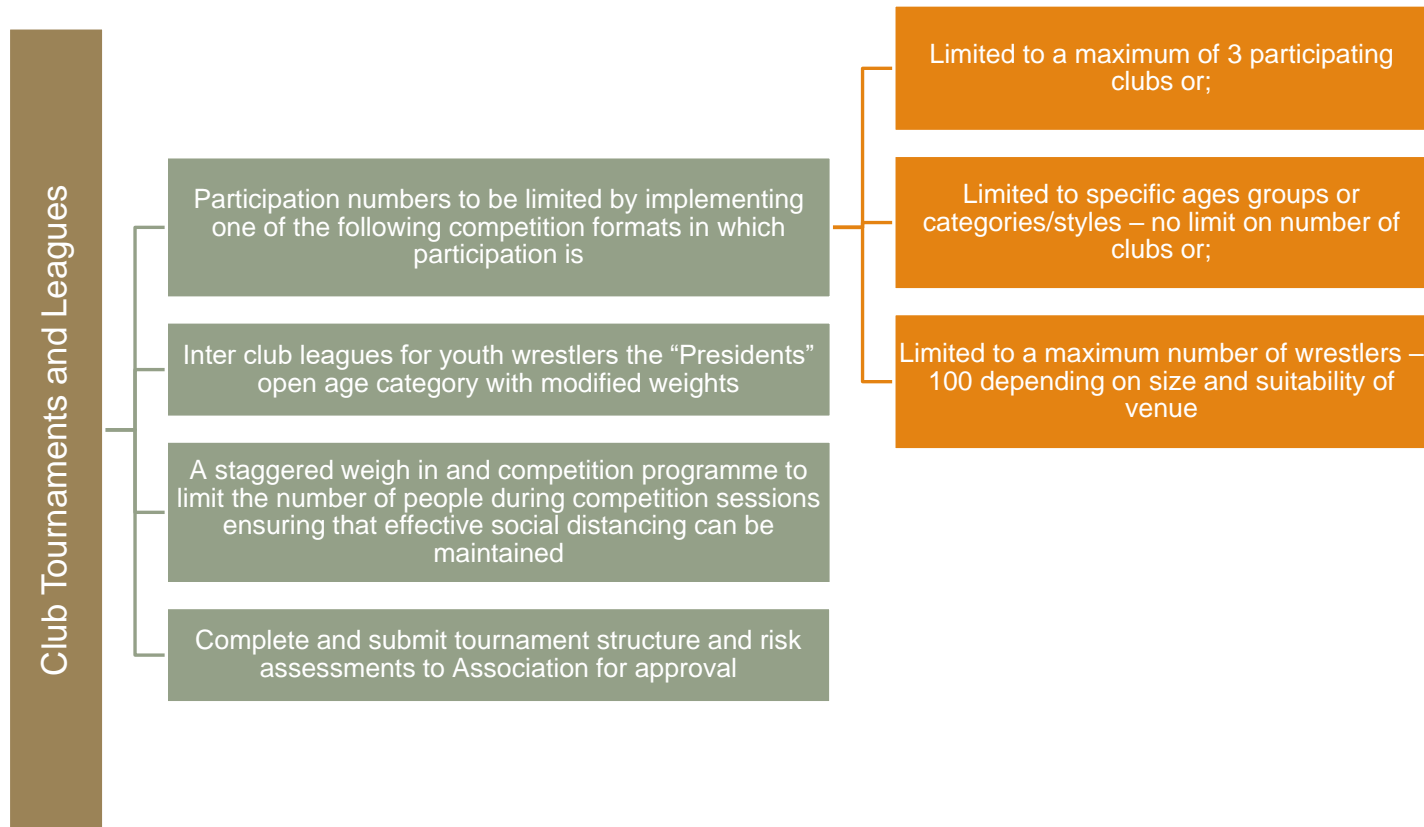 Club Tournaments and Leagues
Participation numbers to be limited by implementing
one of the following competition formats in which
participation is
Limited to a maximum of 3 participating
clubs or;
Limited to specific ages groups or
categories/styles – no limit on number of
clubs or;
Limited to a maximum number of wrestlers –
100 depending on size and suitability of
venue
Inter club leagues for youth wrestlers the “Presidents”
open age category with modified weights
A staggered weigh in and competition programme to
limit the number of people during competition sessions
ensuring that effective social distancing can be
maintained
Complete and submit tournament structure and risk
assessments to Association for approval